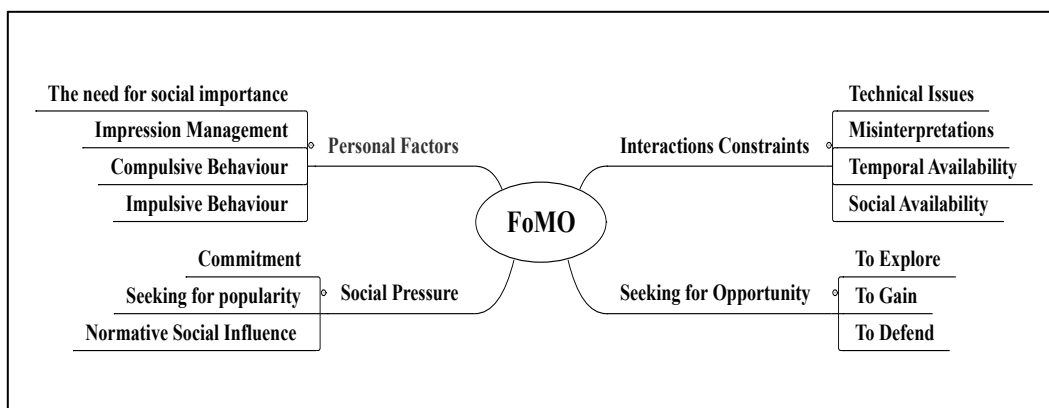 The need for social importance
Impression Management
Compulsive Behaviour
Impulsive Behaviour
Personal Factors
Commitment
Seeking for popularity
Normative Social Influence
Social Pressure
FoMO
Interactions Constraints
Technical Issues
Misinterpretations
Temporal Availability
Social Availability
Seeking for Opportunity
To Explore
To Gain
To Defend